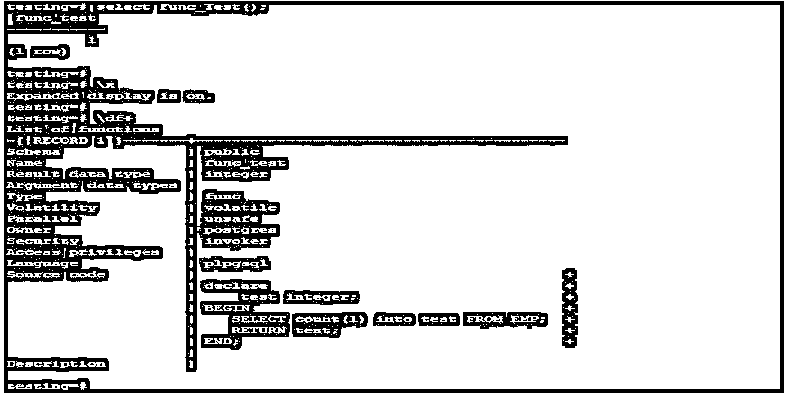 testing=# select func_Test();
func_test
-----------
1
(1 row)
testing=#
testing=# \x
Expanded display is on.
testing=#
testing=# \df+
List of functions
-[ RECORD 1 ]-------+------------------------------------------------
Schema              | public
Name                | func_test
Result data type    | integer
Argument data types |
Type                | func
Volatility          | volatile
Parallel            | unsafe
Owner               | postgres
Security            | invoker
Access privileges   |
Language            | plpgsql
Source code         |                                               +
                    | declare                                       +
                    |     test integer;                             +
                    | BEGIN                                         +
                    |    SELECT count(1) into test FROM EMP;        +
                    |    RETURN test;                               +
                    | END;                                          +
                    |
Description         |
testing=#